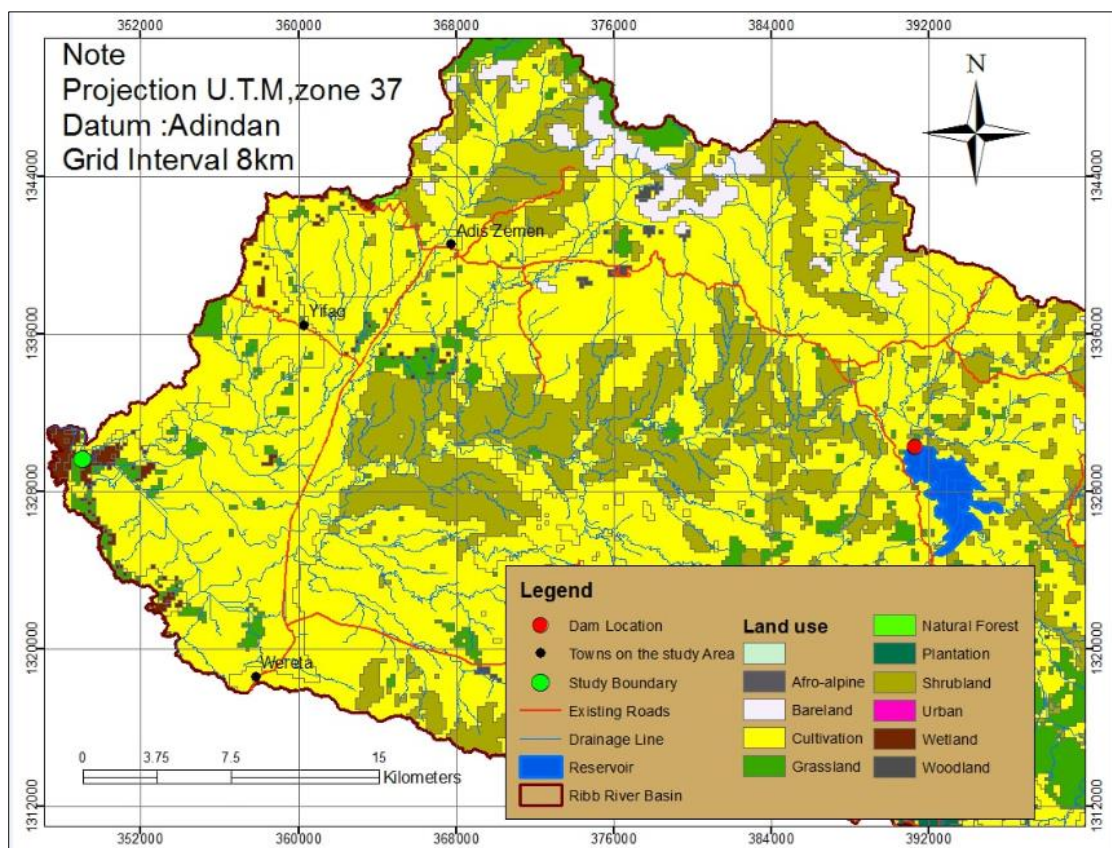 352000
360000
368000
376000
384000
392000
Note
Projection U.T.M,zone 37
Datum :Adindan
Grid Interval 8km
N
1344000
1344000
Adis Zemen
Yifag
1336000
1336000
1328000
1328000
Legend
Dam Location
Towns on the study Area
Study Boundary
Existing Roads
Drainage Line
Reservoir
Ribb River Basin
Land use
Afro-alpine
Bareland
Cultivation
Grassland
Natural Forest
Plantation
Shrubland
Urban
Wetland
Woodland
1320000
1320000
Wereta
0 3.75 7.5 15
Kilometers
1312000
1312000
352000
360000
368000
376000
384000
392000